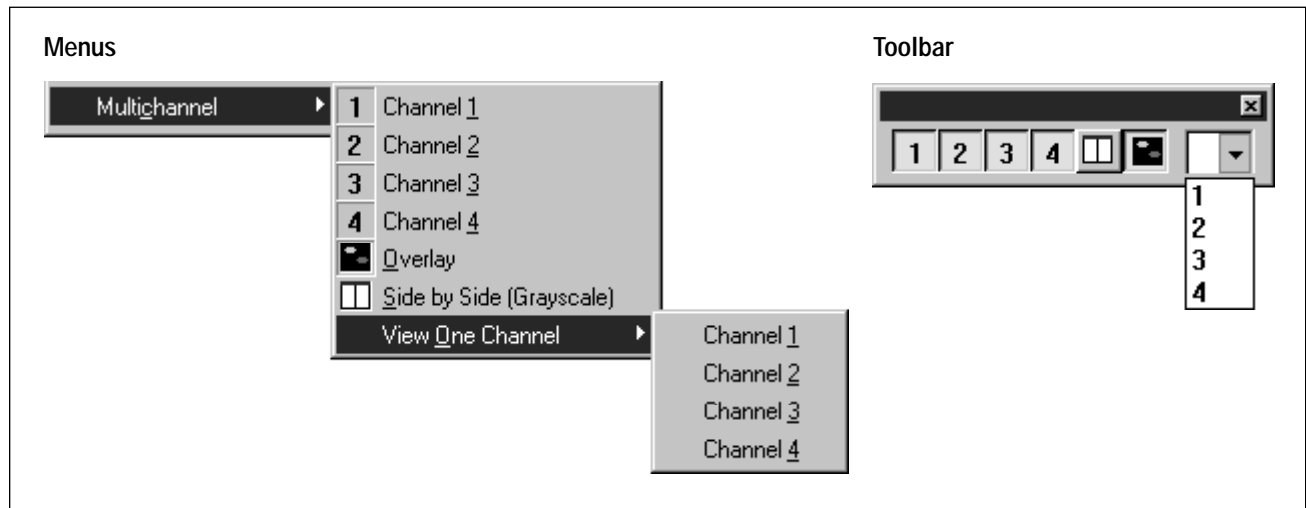 Menus
Multichannel
1 Channel 1
2 Channel 2
3 Channel 3
4 Channel 4
Overlay
Side by Side (Grayscale)
View One Channel
Channel 1
Channel 2
Channel 3
Channel 4
Toolbar
1 2 3 4
1
2
3
4